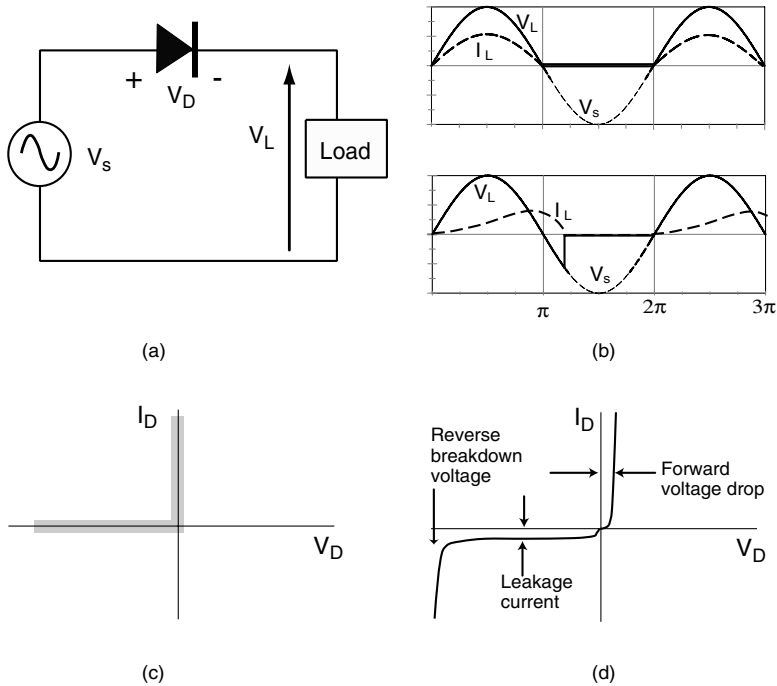 + V_D -
V_s
V_L
Load
(a)
V_L
I_L
V_s
V_L
I_L
V_s
π 2π 3π
(b)
I_D
V_D
(c)
I_D
Reverse
breakdown
voltage
Forward
voltage drop
V_D
Leakage
current
(d)